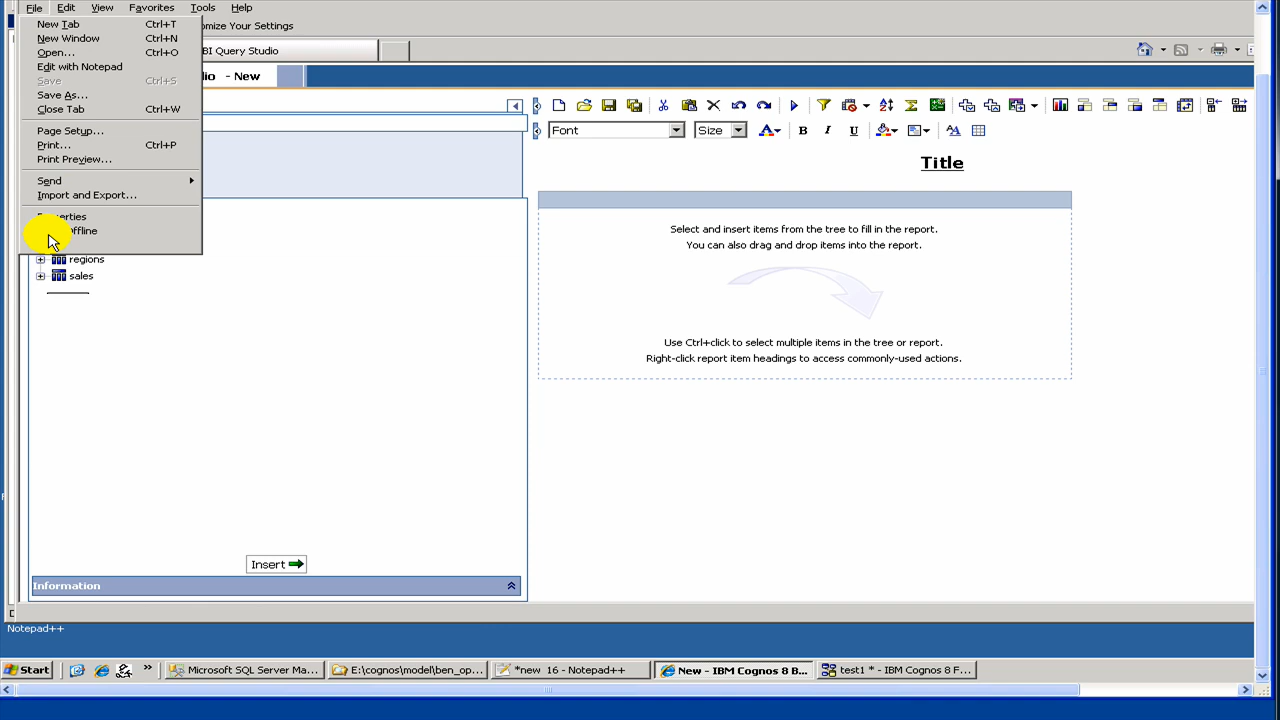 File Edit View Favorites Tools Help
New Tab Ctrl+T
New Window Ctrl+N
Open... Ctrl+O
Edit with Notepad
Save Ctrl+S
Save As...
Close Tab Ctrl+W
Page Setup...
Print... Ctrl+P
Print Preview...
Send
Import and Export...
Your Settings
BI Query Studio
- New
Font
Size
B I U
Title
Select and insert items from the tree to fill in the report.
You can also drag and drop items into the report.
Use Ctrl+click to select multiple items in the tree or report.
Right-click report item headings to access commonly-used actions.
regions
sales
Insert
Information
Notepad++
Start
»
Microsoft SQL Server Ma...
E:\cognos\model\ben_op...
*new 16 - Notepad++
New - IBM Cognos 8 B...
test1 * - IBM Cognos 8 F...